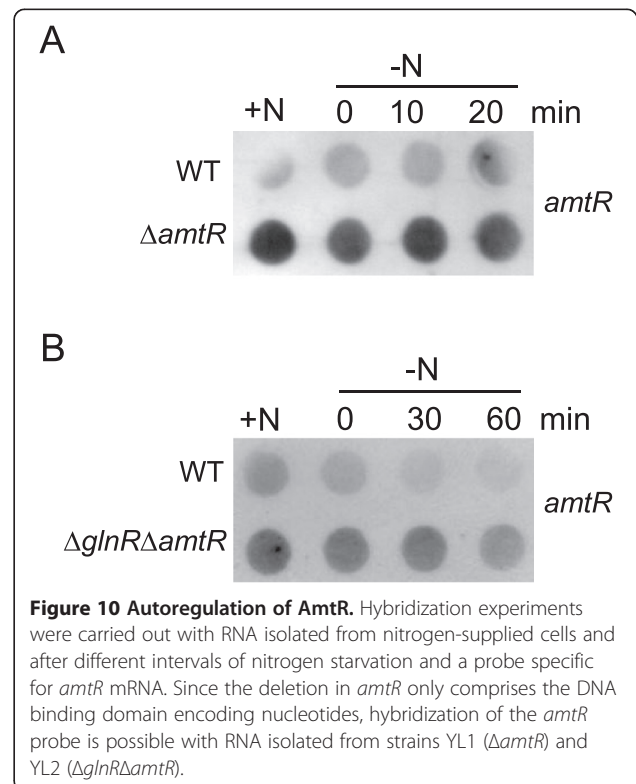 A
-N
+N 0 10 20 min
WT
amtR
ΔamtR
B
-N
+N 0 30 60 min
WT
amtR
ΔglnRΔamtR
Figure 10 Autoregulation of AmtR. Hybridization experiments
were carried out with RNA isolated from nitrogen-supplied cells and
after different intervals of nitrogen starvation and a probe specific
for amtR mRNA. Since the deletion in amtR only comprises the DNA
binding domain encoding nucleotides, hybridization of the amtR
probe is possible with RNA isolated from strains YL1 (ΔamtR) and
YL2 (ΔglnRΔamtR).